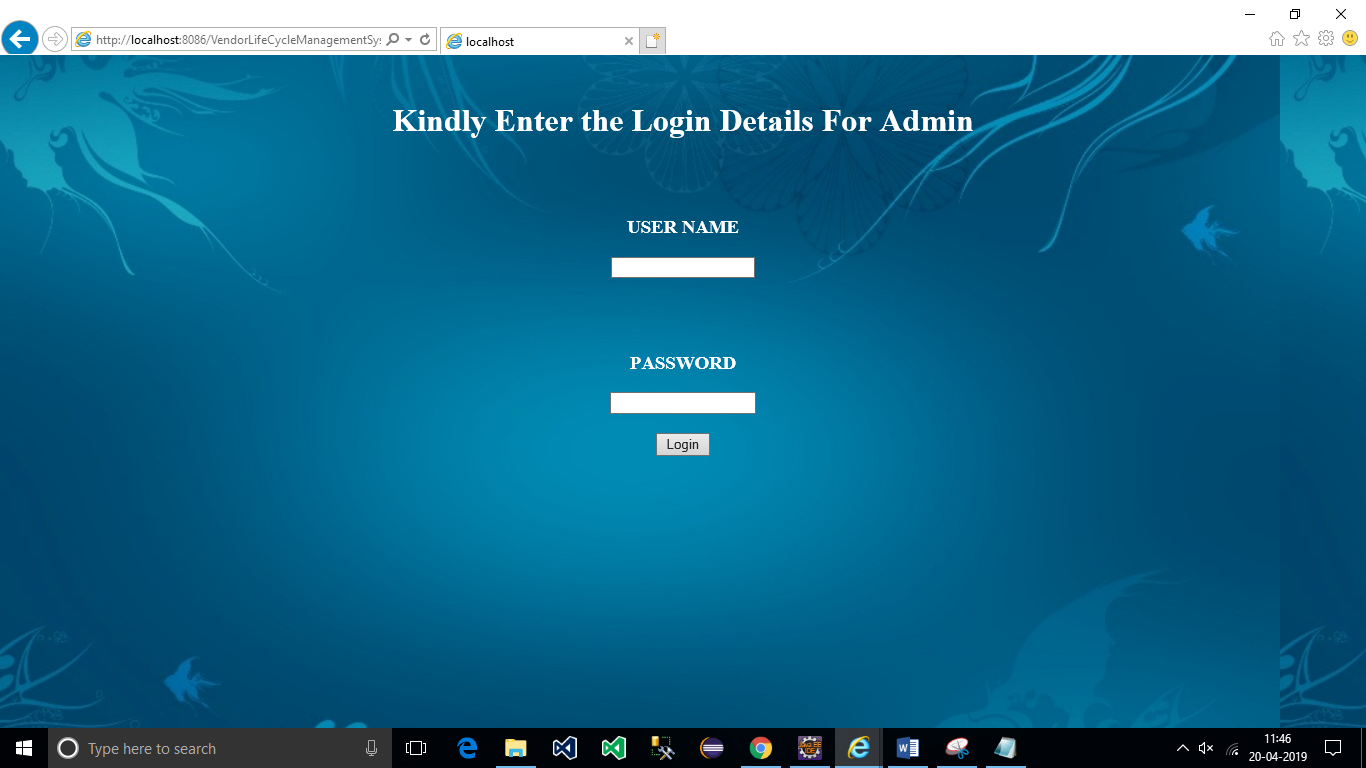 http://localhost:8086/VendorLifeCycleManagementSy
localhost
Kindly Enter the Login Details For Admin
USER NAME
PASSWORD
Login
Type here to search
11:46
20-04-2019